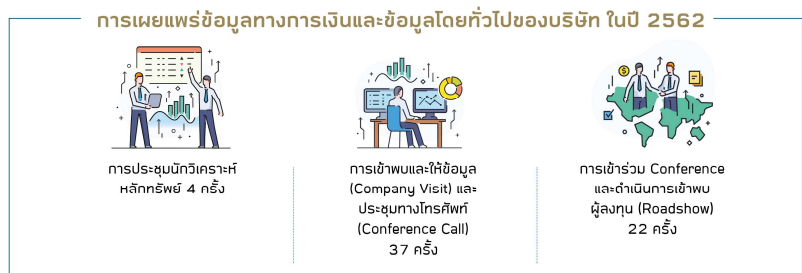 การเผยแพร่ข้อมูลทางการเงินและข้อมูลโดยทั่วไปของบริษัท ในปี 2562
การประชุมนักวิเคราะห์
หลักทรัพย์ 4 ครั้ง
การเข้าพบและให้ข้อมูล
(Company Visit) และ
ประชุมทางโทรศัพท์
(Conference Call)
37 ครั้ง
การเข้าร่วม Conference
และดำเนินการเข้าพบ
ผู้ลงทุน (Roadshow)
22 ครั้ง